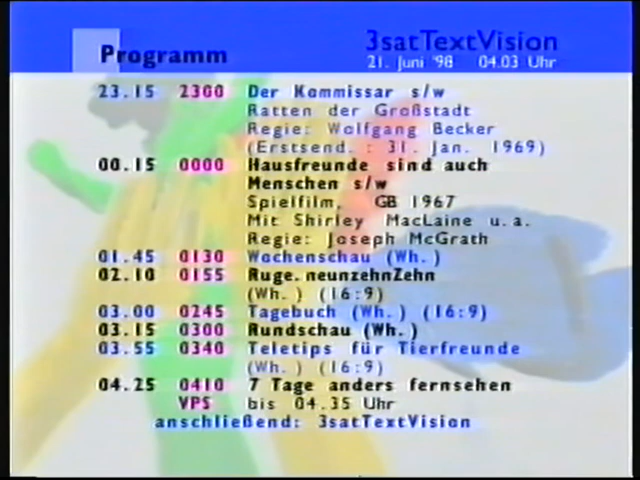 Programm
3satTextVision
21. Juni '98 04.03 Uhr
23.15 2300 Der Kommissar s/w
Ratten der Großstadt
Regie: Wolfgang Becker
(Erstsend. : 31. Jan. 1969)
00.15 0000 Hausfreunde sind auch
Menschen s/w
Spielfilm, GB 1967
Mit Shirley MacLaine u.a.
Regie: Joseph McGrath
01.45 0130 Wochenschau (Wh.)
02.10 0155 Ruge.neunzehnZehn
(Wh.) (16:9)
03.00 0245 Tagebuch (Wh.) (16:9)
03.15 0300 Rundschau (Wh.)
03.55 0340 Teletips für Tierfreunde
(Wh.) (16:9)
04.25 0410 7 Tage anders fernsehen
VPS bis 04.35 Uhr
anschließend: 3satTextVision